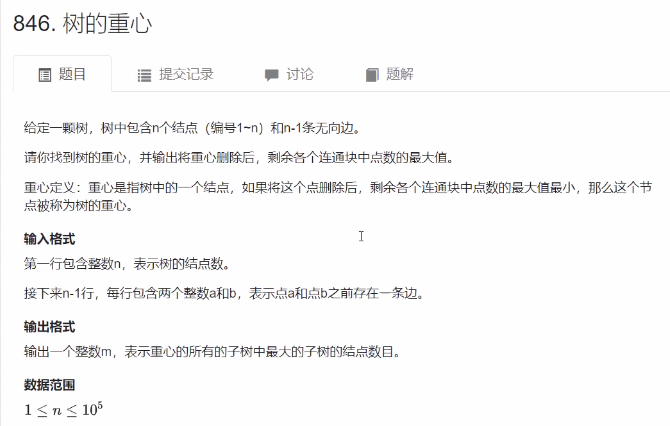 846. 树的重心
题目 提交记录 讨论 题解
给定一颗树，树中包含n个结点（编号1~n）和n-1条无向边。
请你找到树的重心，并输出将重心删除后，剩余各个连通块中点数的最大值。
重心定义：重心是指树中的一个结点，如果将这个点删除后，剩余各个连通块中点数的最大值最小，那么这个节
点被称为树的重心。
输入格式
第一行包含整数n，表示树的结点数。
接下来n-1行，每行包含两个整数a和b，表示点a和点b之前存在一条边。
输出格式
输出一个整数m，表示重心的所有的子树中最大的子树的结点数目。
数据范围
1 ≤ n ≤ 10⁵